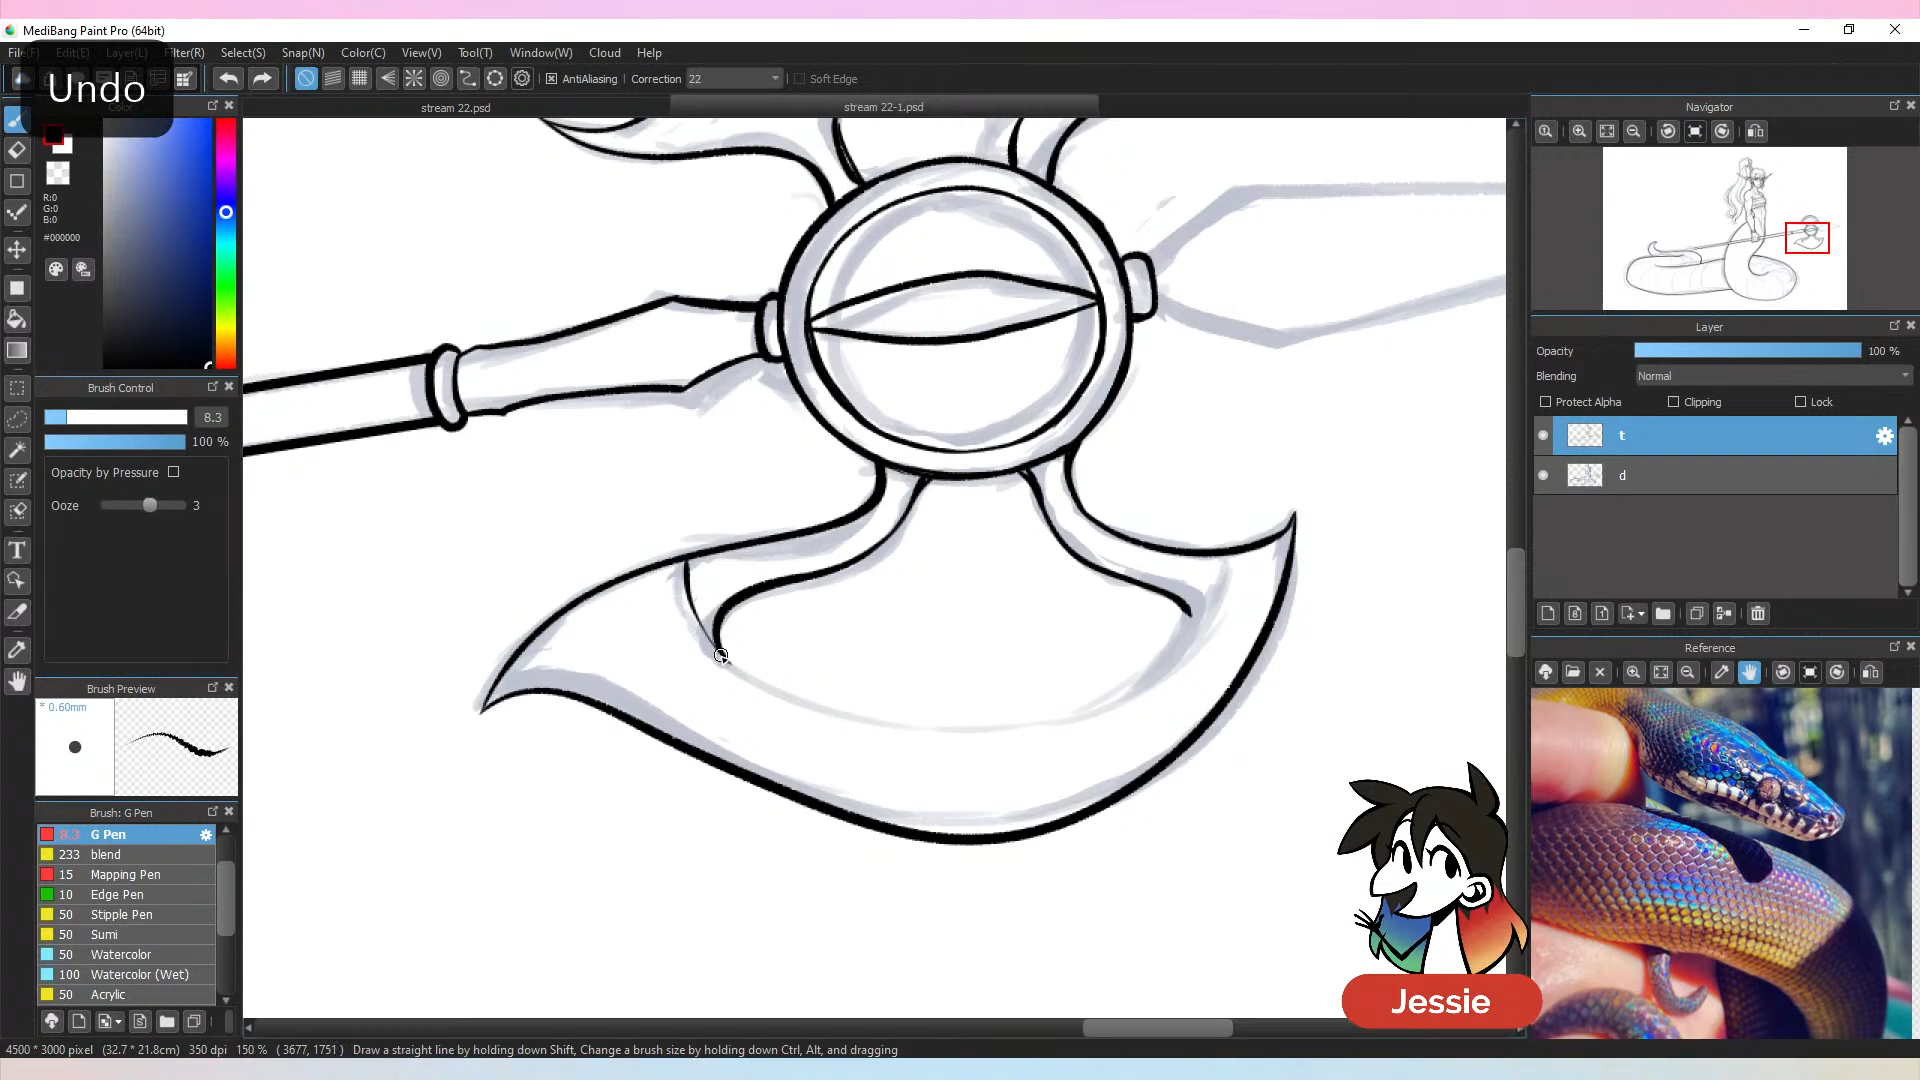 MediBang Paint Pro (64bit)
File(F) Edit(E) Layer(L) Filter(R) Select(S) Snap(N) Color(C) View(V) Tool(T) Window(W) Cloud Help
Undo
AntiAliasing Correction 22 Soft Edge
Color
stream 22.psd
stream 22-1.psd
Navigator
R:0
G:0
B:0
#000000
Brush Control
8.3
100 %
Opacity by Pressure
Ooze 3
Brush Preview
* 0.60mm
Brush: G Pen
8.3 G Pen
233 blend
15 Mapping Pen
10 Edge Pen
50 Stipple Pen
50 Sumi
50 Watercolor
100 Watercolor (Wet)
50 Acrylic
Layer
Opacity 100 %
Blending Normal
Protect Alpha Clipping Lock
t
d
Reference
Jessie
4500 * 3000 pixel (32.7 * 21.8cm) 350 dpi 150 % ( 3677, 1751 ) Draw a straight line by holding down Shift, Change a brush size by holding down Ctrl, Alt, and dragging